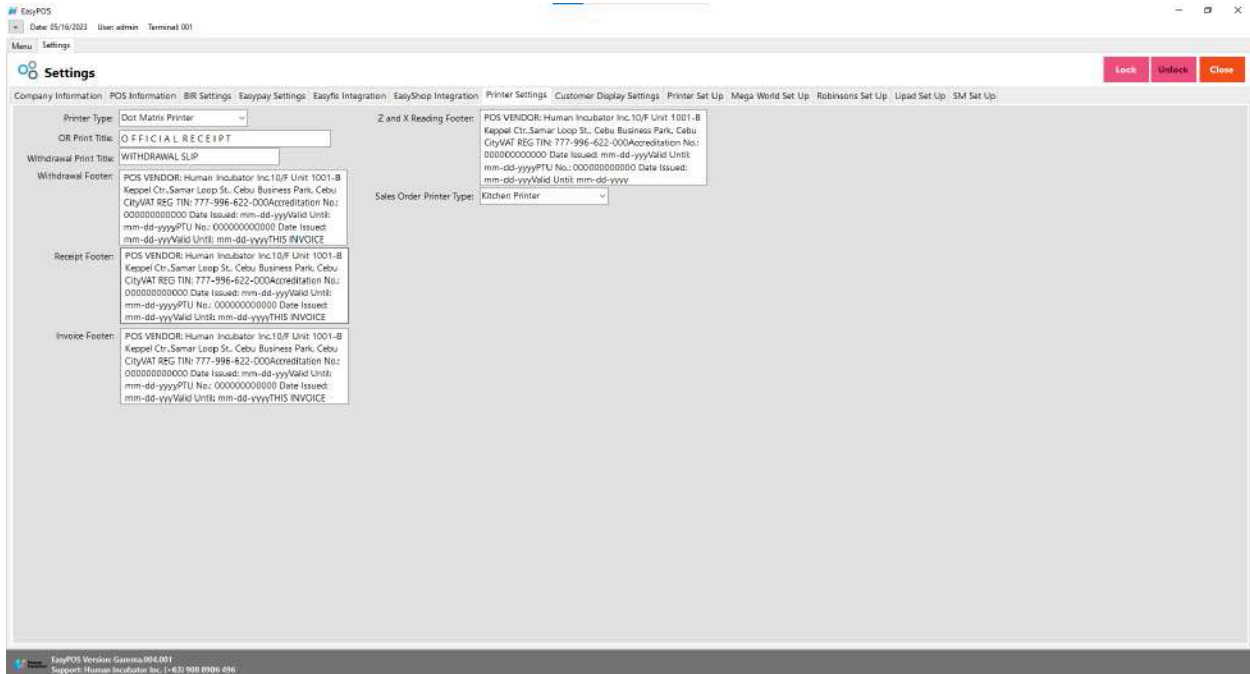 EasyPOS
Date: 05/16/2023 User: admin Terminal: 001
Menu Settings
Settings
Lock Unlock Close
Company Information POS Information BIR Settings Easypay Settings Easyfis Integration EasyShop Integration Printer Settings Customer Display Settings Printer Set Up Mega World Set Up Robinsons Set Up Lipad Set Up SM Set Up
Printer Type: Dot Matrix Printer
OR Print Title: O F F I C I A L R E C E I P T
Withdrawal Print Title: WITHDRAWAL SLIP
Withdrawal Footer: POS VENDOR: Human Incubator Inc.10/F Unit 1001-B
Keppel Ctr.,Samar Loop St., Cebu Business Park, Cebu
CityVAT REG TIN: 777-996-622-000Accreditation No.:
000000000000 Date Issued: mm-dd-yyyValid Until:
mm-dd-yyyyPTU No.: 000000000000 Date Issued:
mm-dd-yyyValid Until: mm-dd-yyyyTHIS INVOICE
Receipt Footer: POS VENDOR: Human Incubator Inc.10/F Unit 1001-B
Keppel Ctr.,Samar Loop St., Cebu Business Park, Cebu
CityVAT REG TIN: 777-996-622-000Accreditation No.:
000000000000 Date Issued: mm-dd-yyyValid Until:
mm-dd-yyyyPTU No.: 000000000000 Date Issued:
mm-dd-yyyValid Until: mm-dd-yyyyTHIS INVOICE
Invoice Footer: POS VENDOR: Human Incubator Inc.10/F Unit 1001-B
Keppel Ctr.,Samar Loop St., Cebu Business Park, Cebu
CityVAT REG TIN: 777-996-622-000Accreditation No.:
000000000000 Date Issued: mm-dd-yyyValid Until:
mm-dd-yyyyPTU No.: 000000000000 Date Issued:
mm-dd-yyyValid Until: mm-dd-yyyyTHIS INVOICE
Z and X Reading Footer: POS VENDOR: Human Incubator Inc.10/F Unit 1001-B
Keppel Ctr.,Samar Loop St., Cebu Business Park, Cebu
CityVAT REG TIN: 777-996-622-000Accreditation No.:
000000000000 Date Issued: mm-dd-yyyValid Until:
mm-dd-yyyyPTU No.: 000000000000 Date Issued:
mm-dd-yyyValid Until: mm-dd-yyyy
Sales Order Printer Type: Kitchen Printer
EasyPOS Version: Gamma.004.001
Support: Human Incubator Inc. (+63) 908 8906 496